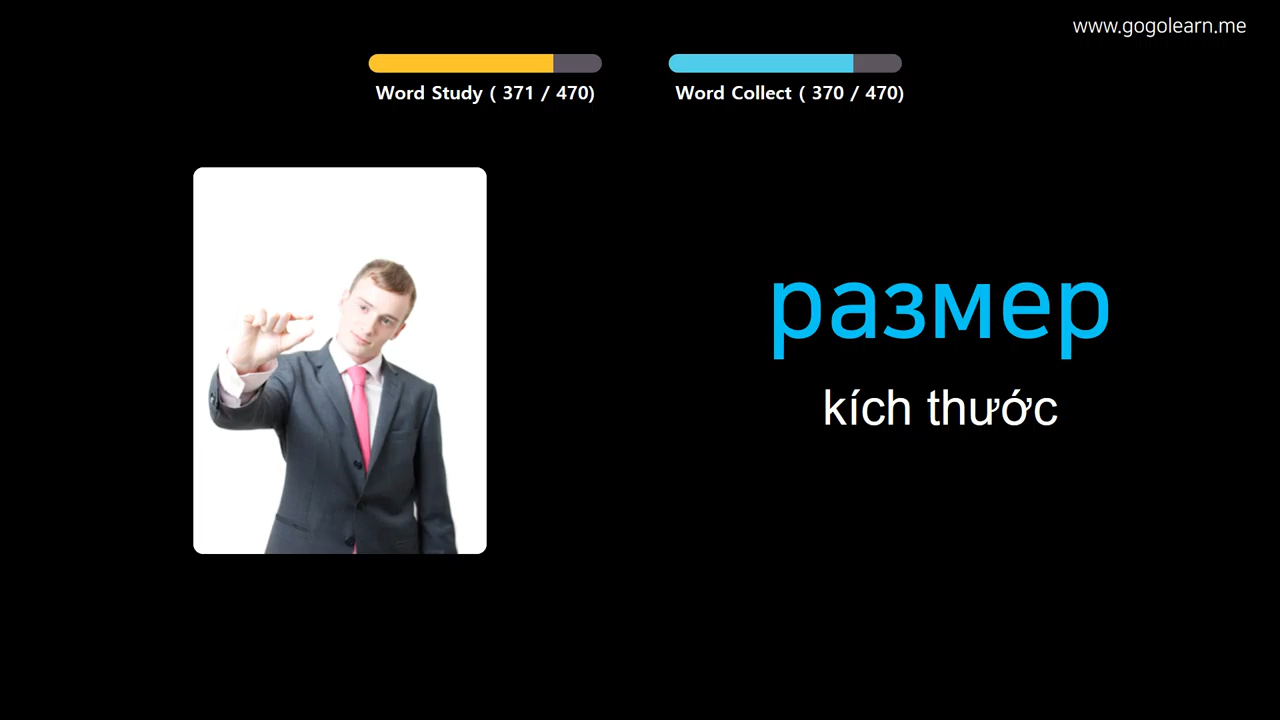 www.gogolearn.me
Word Study ( 371 / 470)
Word Collect ( 370 / 470)
размер
kích thước